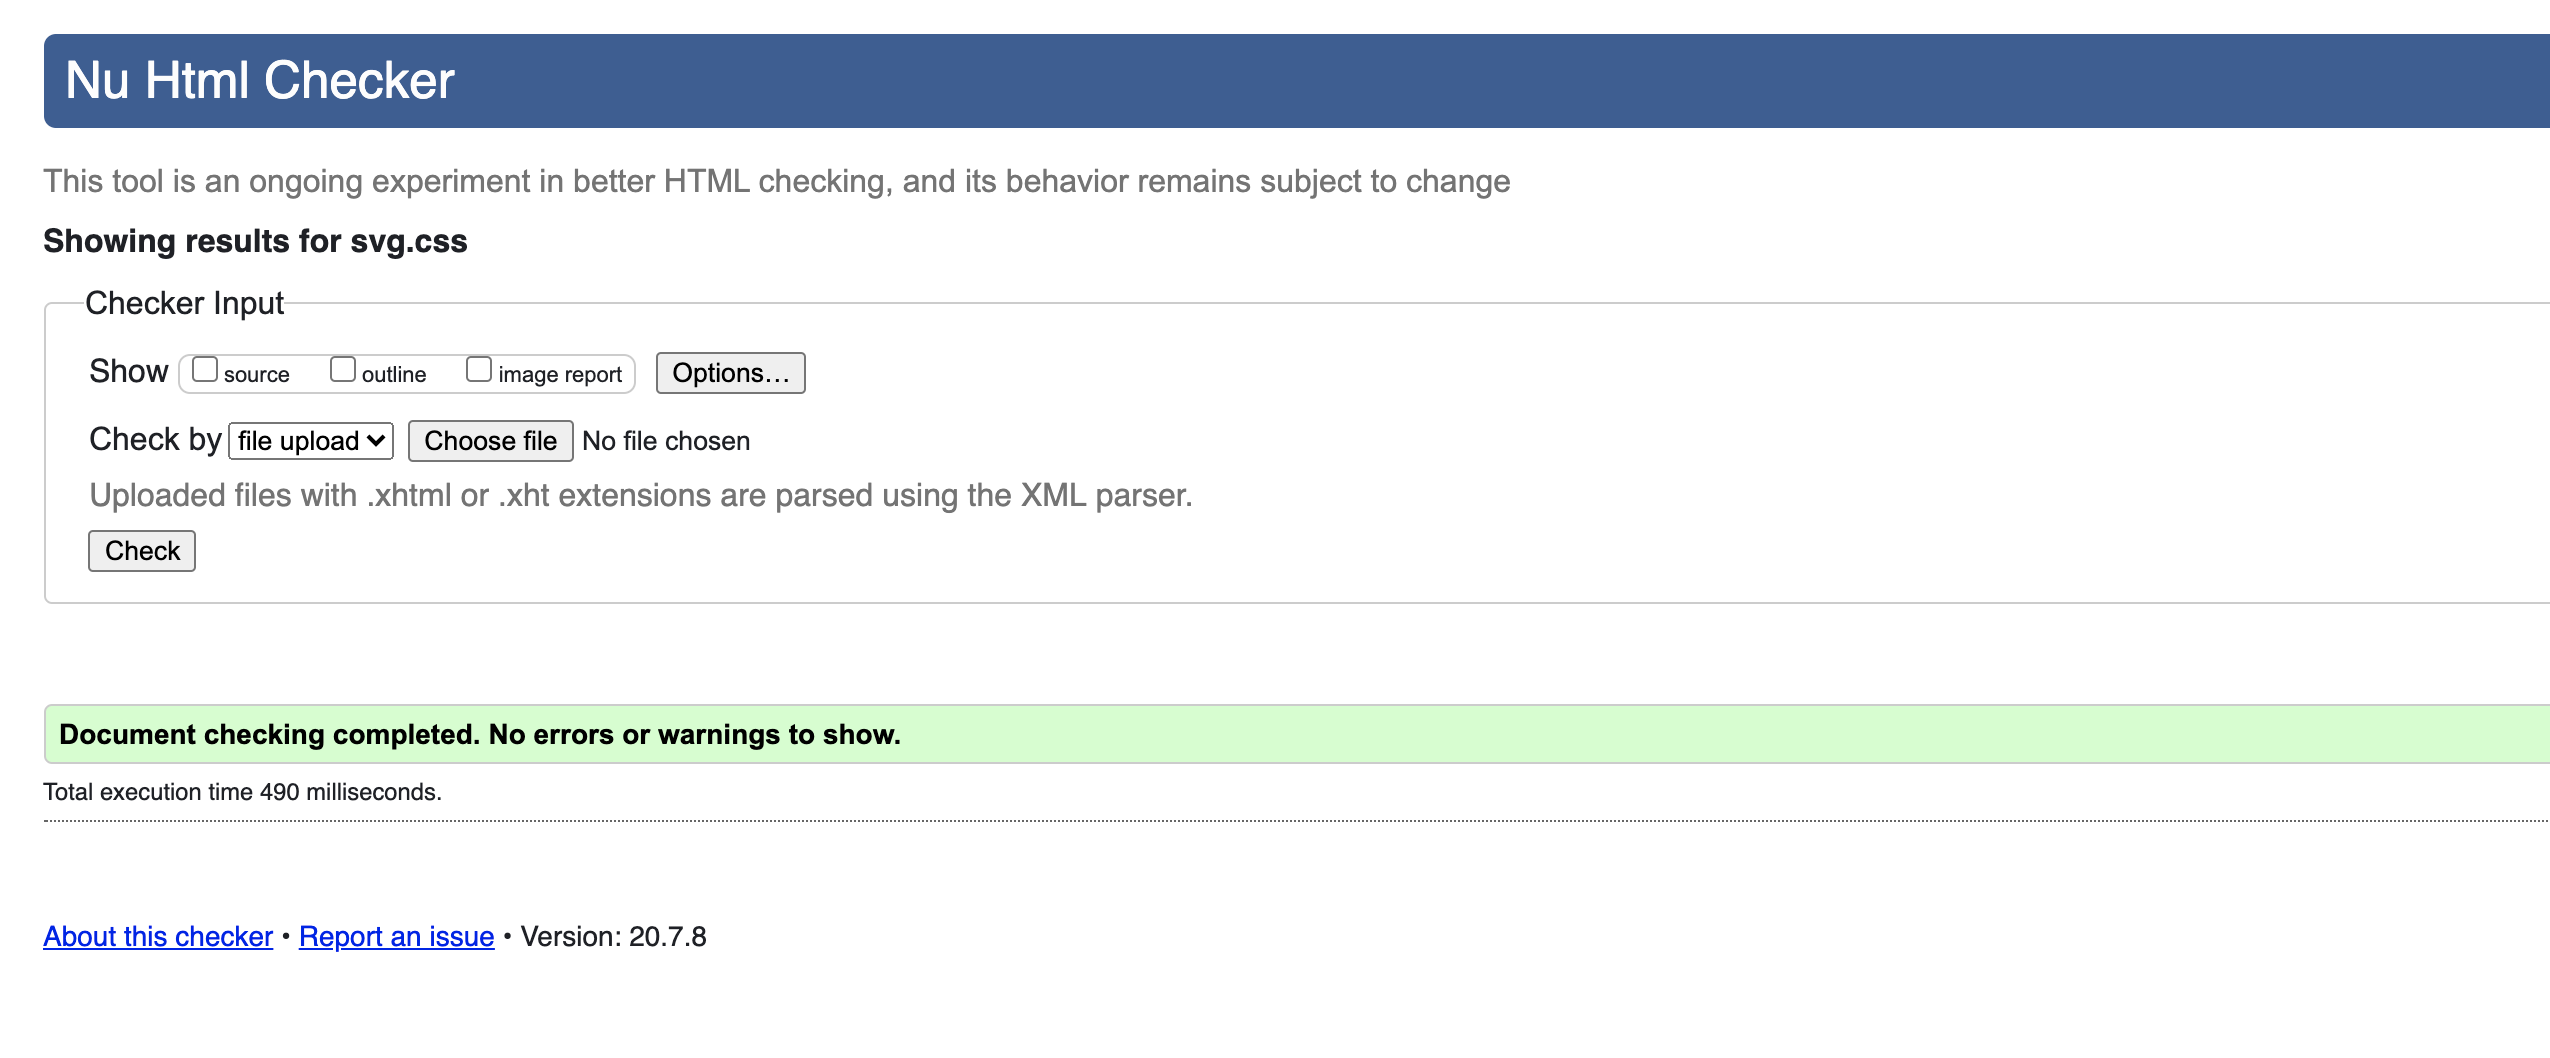 Nu Html Checker
This tool is an ongoing experiment in better HTML checking, and its behavior remains subject to change
Showing results for svg.css
Checker Input
Show source outline image report Options…
Check by file upload Choose file No file chosen
Uploaded files with .xhtml or .xht extensions are parsed using the XML parser.
Check
Document checking completed. No errors or warnings to show.
Total execution time 490 milliseconds.
About this checker • Report an issue • Version: 20.7.8